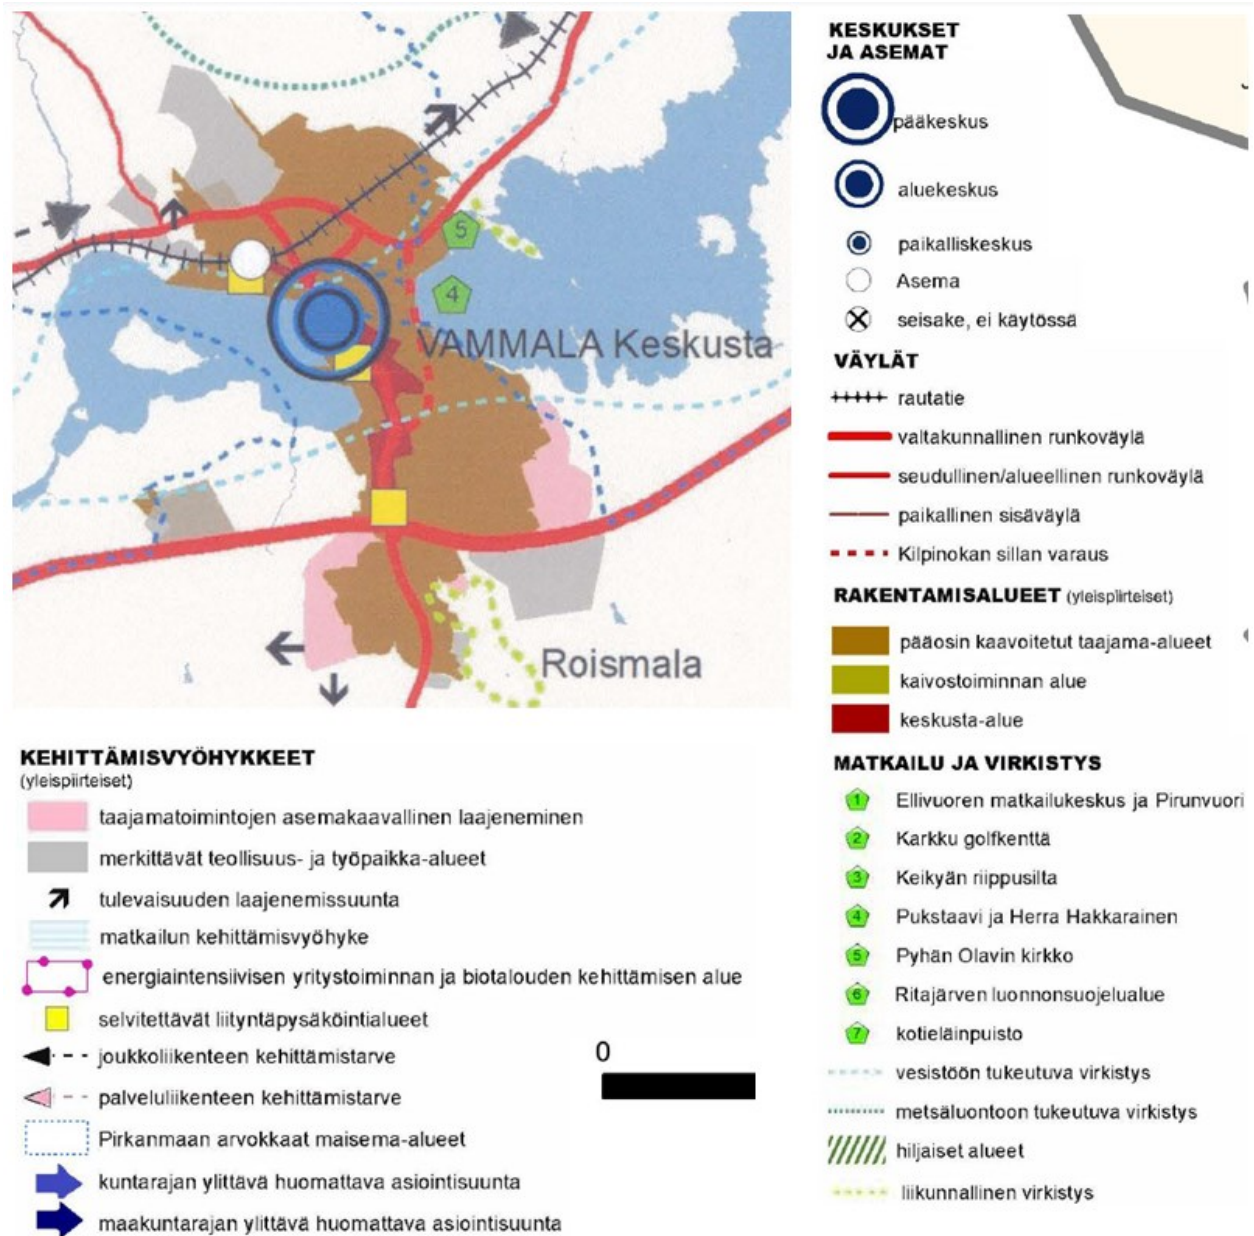 5
4
VAMMALA Keskusta
Roismala
KESKUKSET
JA ASEMAT
pääkeskus
aluekeskus
paikalliskeskus
Asema
seisake, ei käytössä
VÄYLÄT
rautatie
valtakunnallinen runkoväylä
seudullinen/alueellinen runkoväylä
paikallinen sisäväylä
Kilpinokan sillan varaus
RAKENTAMISALUEET (yleispiirteiset)
pääosin kaavoitetut taajama-alueet
kaivostoiminnan alue
keskusta-alue
KEHITTÄMISVYÖHYKKEET
(yleispiirteiset)
taajamatoimintojen asemakaavallinen laajeneminen
merkittävät teollisuus- ja työpaikka-alueet
tulevaisuuden laajenemissuunta
matkailun kehittämisvyöhyke
energiaintensiivisen yritystoiminnan ja biotalouden kehittämisen alue
selvitettävät liityntäpysäköintialueet
joukkoliikenteen kehittämistarve
palveluliikenteen kehittämistarve
Pirkanmaan arvokkaat maisema-alueet
kuntarajan ylittävä huomattava asiointisuunta
maakuntarajan ylittävä huomattava asiointisuunta
0
MATKAILU JA VIRKISTYS
1 Ellivuoren matkailukeskus ja Pirunvuori
2 Karkku golfkenttä
3 Keikyän riippusilta
4 Pukstaavi ja Herra Hakkarainen
5 Pyhän Olavin kirkko
6 Ritajärven luonnonsuojelualue
7 kotieläinpuisto
vesistöön tukeutuva virkistys
metsäluontoon tukeutuva virkistys
hiljaiset alueet
liikunnallinen virkistys